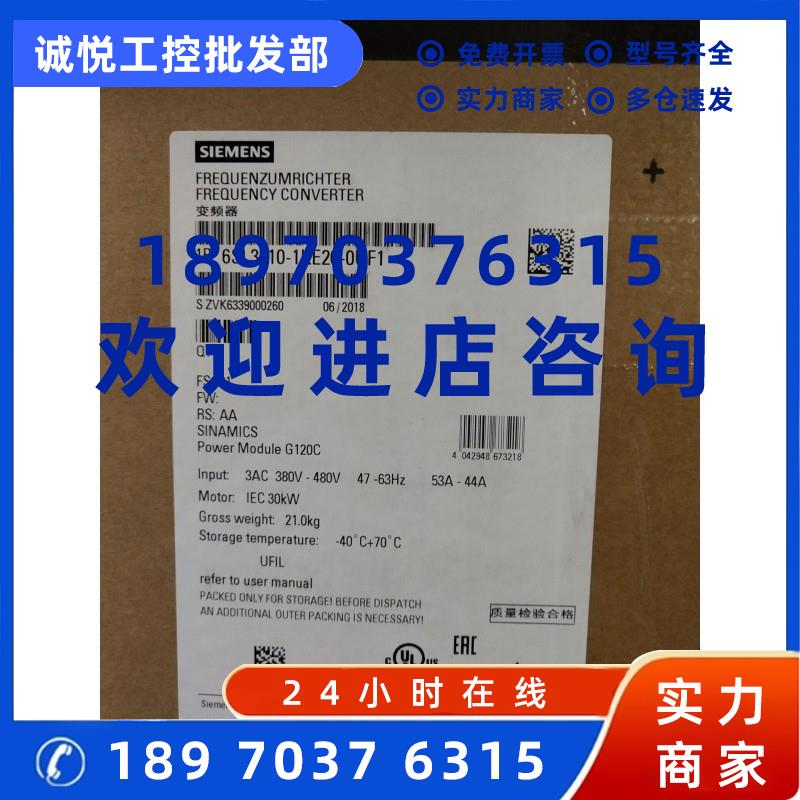 诚悦工控批发部
免费开票 型号齐全
实力商家 多仓速发
SIEMENS
FREQUENZUMRICHTER
FREQUENCY CONVERTER
变频器
18970376315
S ZVK6339000260 06/2018
欢迎进店咨询
FW:
RS: AA
SINAMICS
Power Module G120C
4 042948 673218
Input: 3AC 380V - 480V 47 -63Hz 53A - 44A
Motor: IEC 30kW
Gross weight: 21.0kg
Storage temperature: -40°C+70°C
UFIL
refer to user manual
PACKED ONLY FOR STORAGE! BEFORE DISPATCH
AN ADDITIONAL OUTER PACKING IS NECESSARY!
质量检验合格
UL US
EAC
24小时在线
实力
商家
189 7037 6315